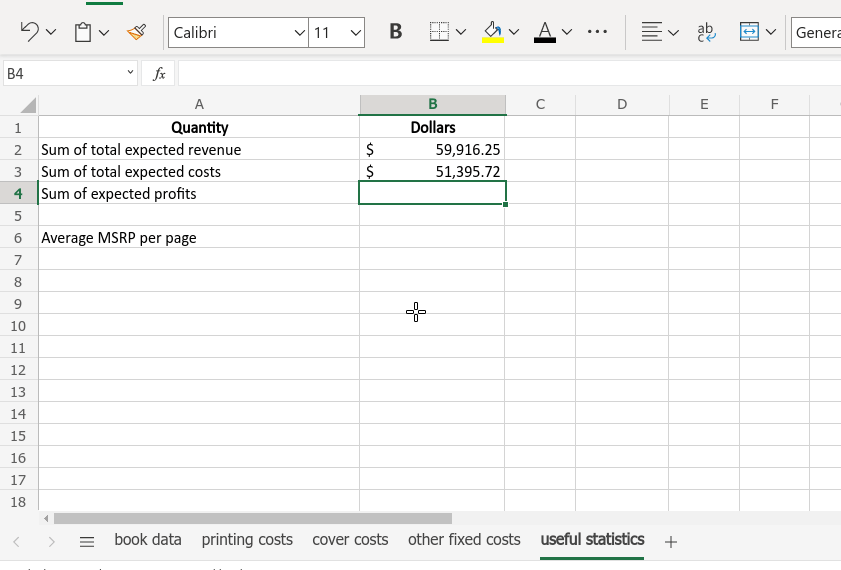 Calibri 11 B A ... ab Genera
B4 fx
A B C D E F
1 Quantity Dollars
2 Sum of total expected revenue $ 59,916.25
3 Sum of total expected costs $ 51,395.72
4 Sum of expected profits
5
6 Average MSRP per page
7
8
9
10
11
12
13
14
15
16
17
18
book data printing costs cover costs other fixed costs useful statistics +